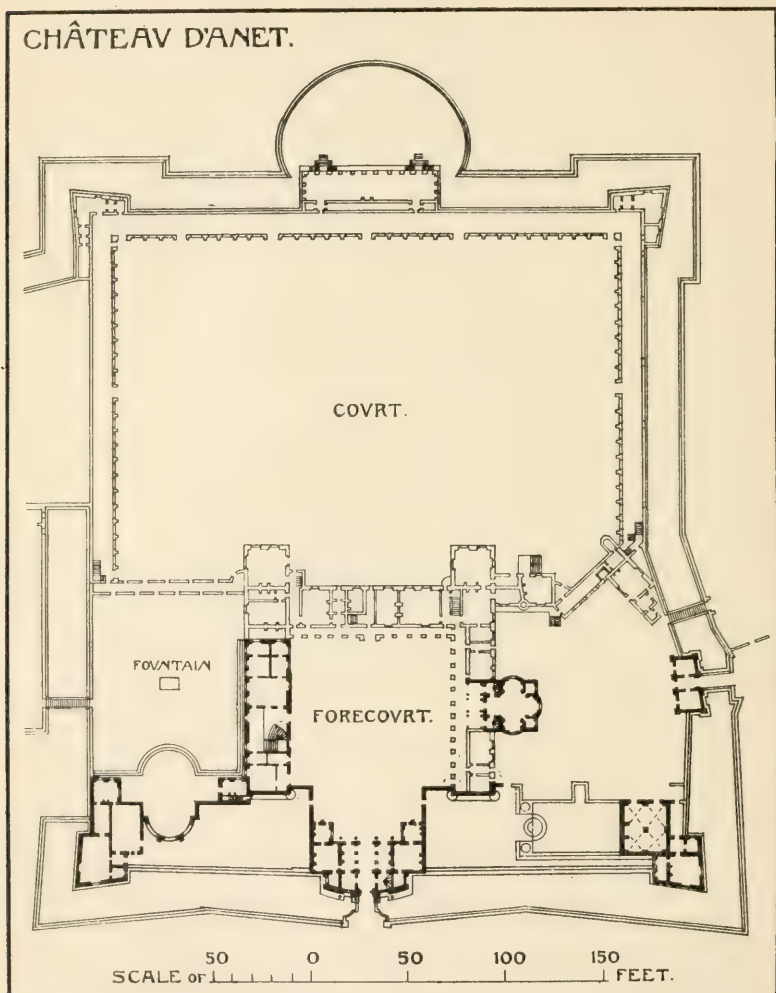 CHÂTEAV D'ANET.
COVRT.
FOVNTAIN
FORECOVRT.
50 0 50 100 150
SCALE OF FEET.